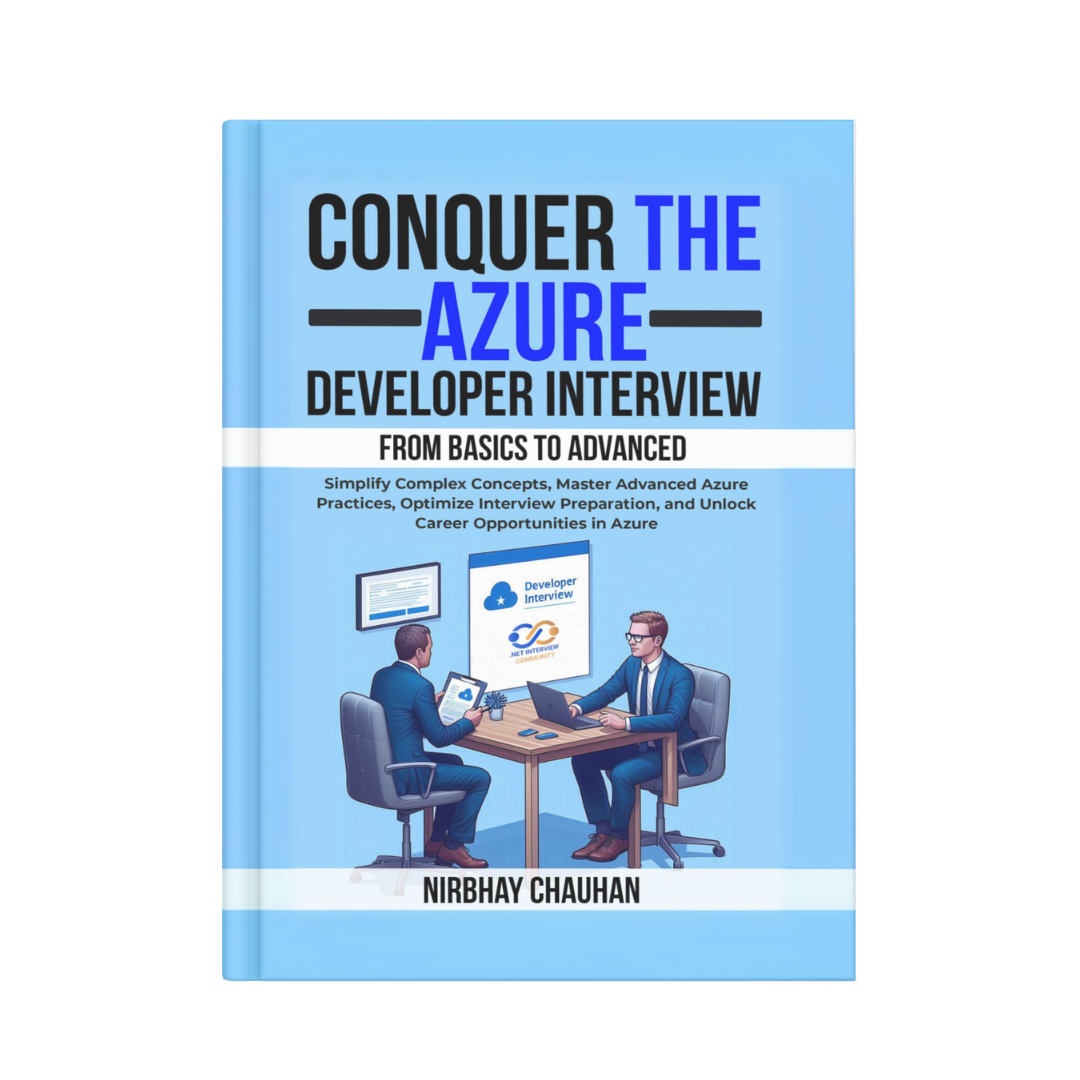 CONQUER THE
AZURE
DEVELOPER INTERVIEW
FROM BASICS TO ADVANCED
Simplify Complex Concepts, Master Advanced Azure
Practices, Optimize Interview Preparation, and Unlock
Career Opportunities in Azure
Developer
Interview
.NET INTERVIEW
COMMUNITY
NIRBHAY CHAUHAN